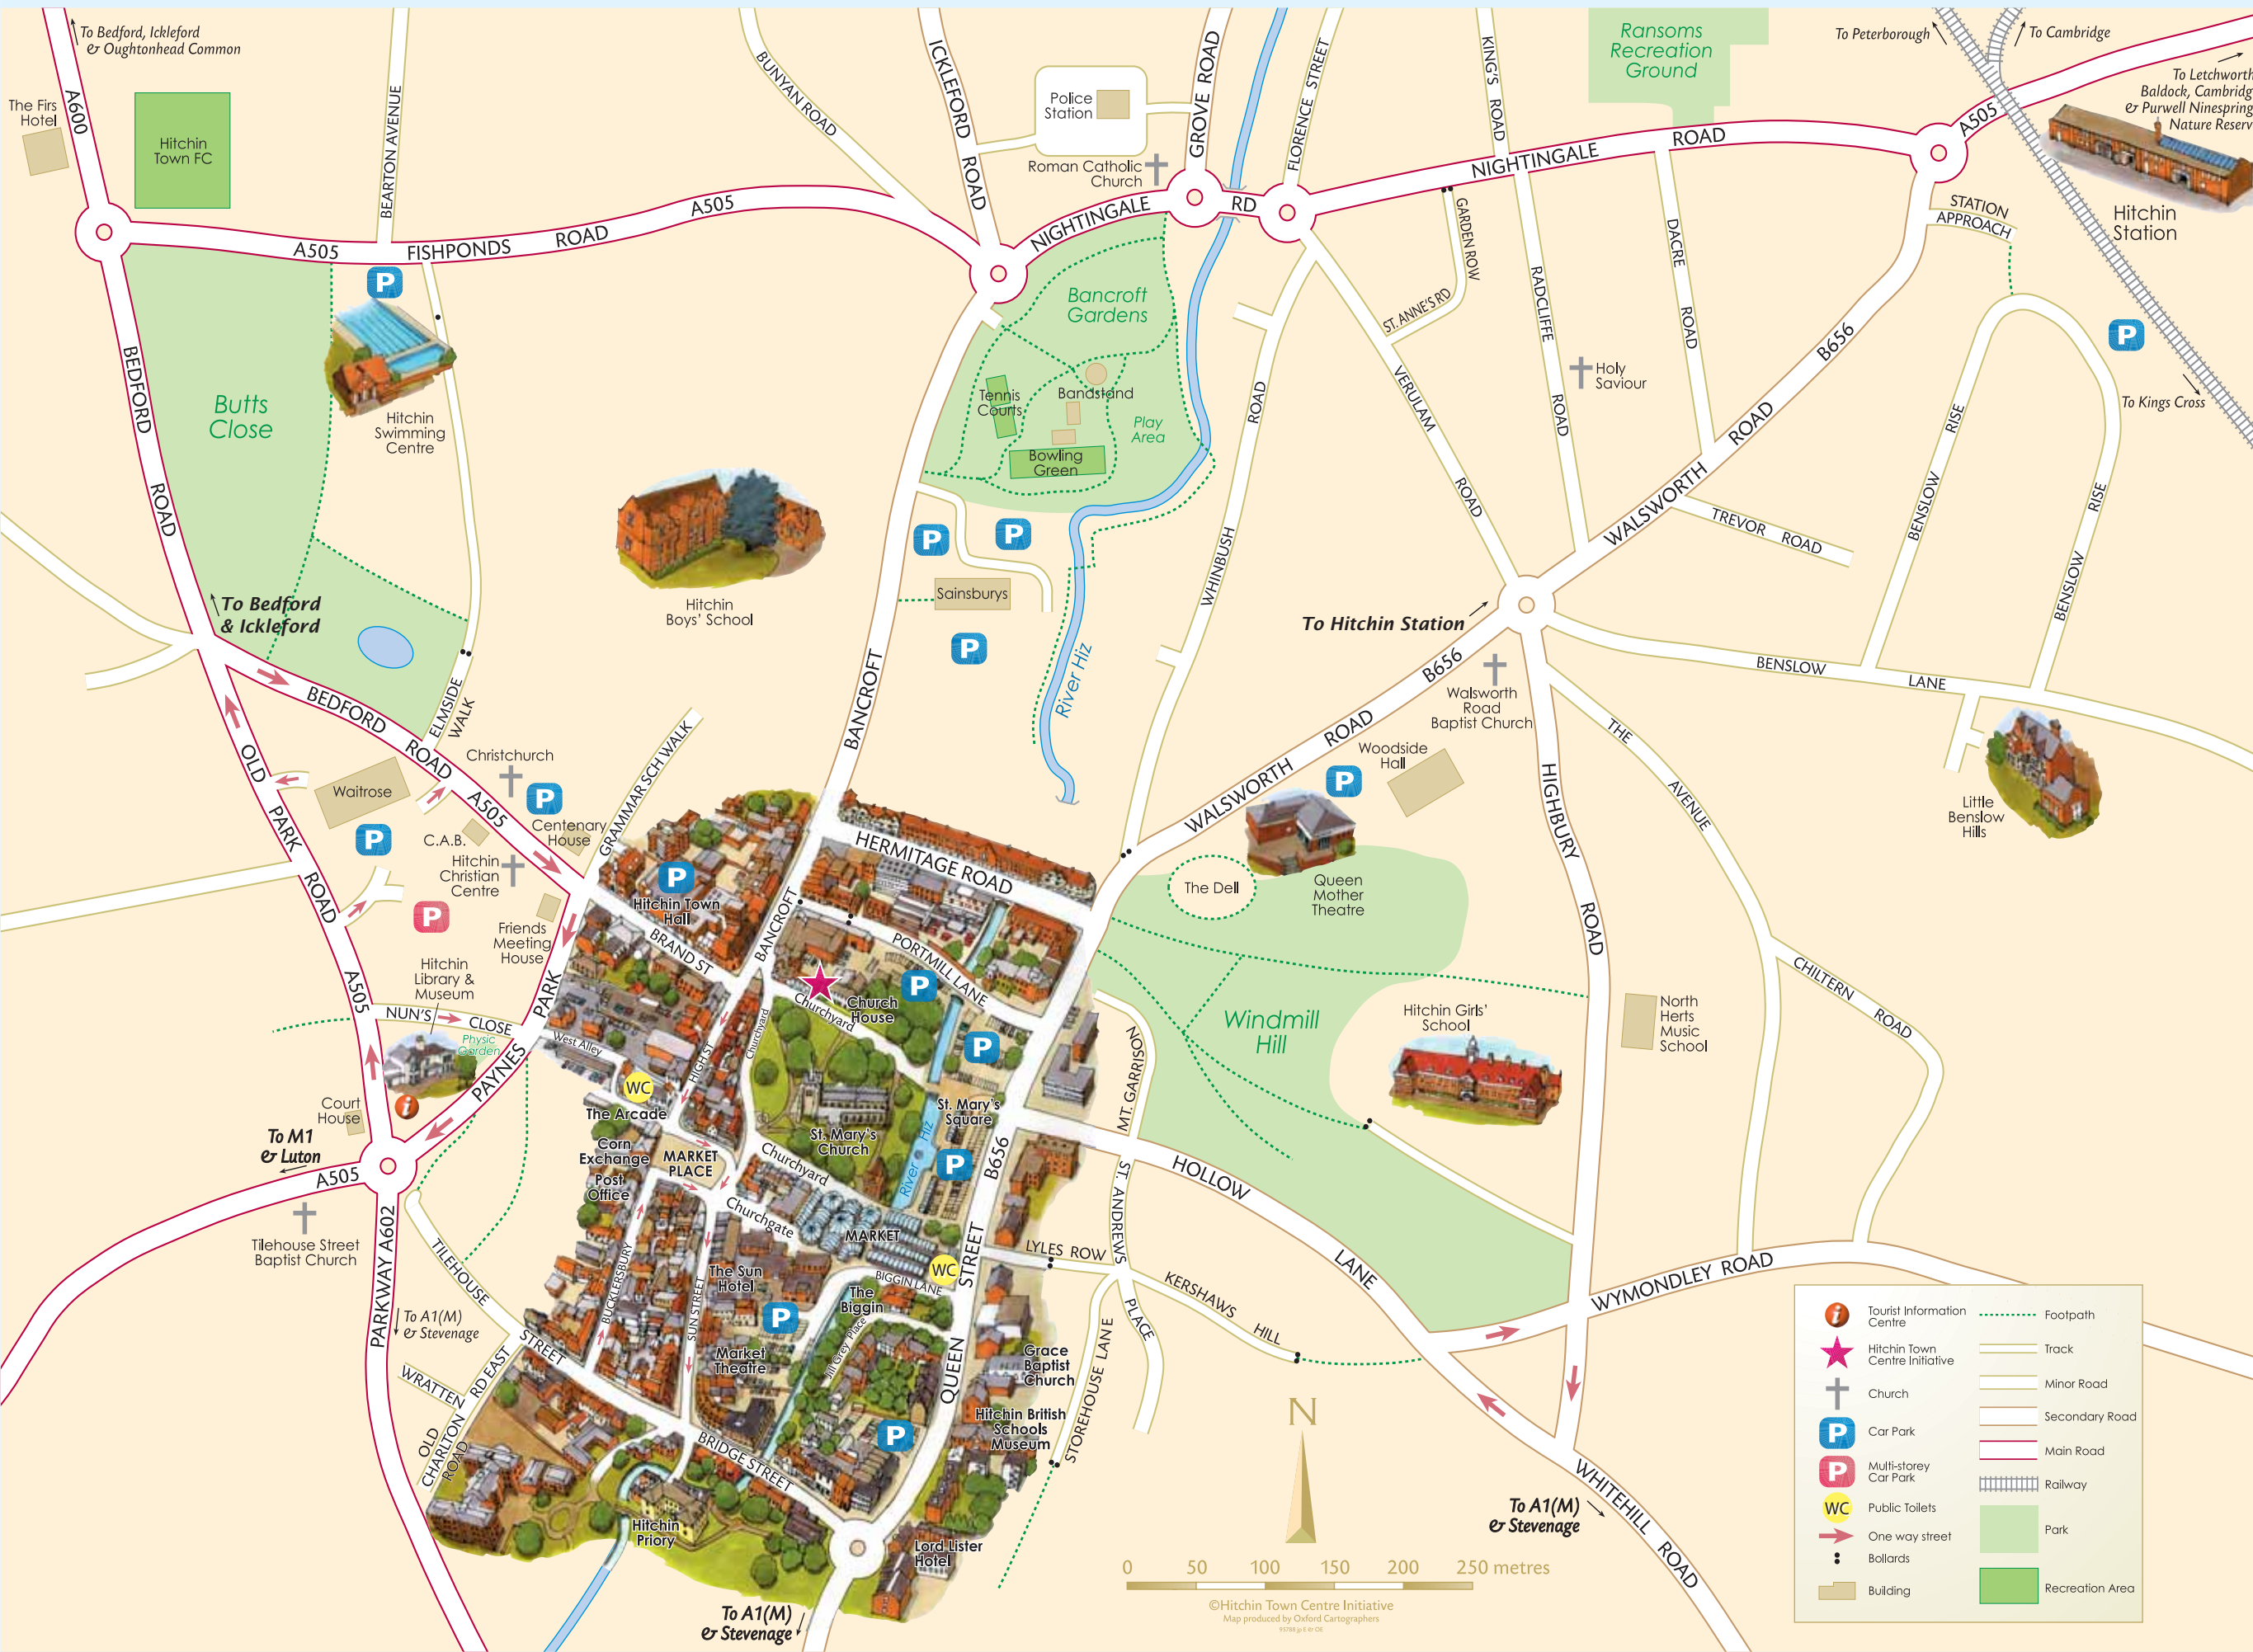 To Bedford, Ickleford
& Oughtonhead Common
A600
The Firs
Hotel
Hitchin
Town FC
BEARTON AVENUE
BUNYAN ROAD
ICKLEFORD ROAD
Police
Station
GROVE ROAD
Roman Catholic
Church
FLORENCE STREET
KING'S ROAD
Ransoms
Recreation
Ground
To Peterborough
To Cambridge
To Letchworth
Baldock, Cambridg
& Purwell Ninespring
Nature Reserv
A505
Hitchin
Station
STATION
APPROACH
NIGHTINGALE ROAD
NIGHTINGALE RD
A505
FISHPONDS ROAD
A505
P
Hitchin
Swimming
Centre
Butts
Close
BEDFORD ROAD
Bancroft
Gardens
Tennis
Courts
Bandstand
Play
Area
Bowling
Green
GARDEN ROW
ST. ANNE'S RD
VERULAM ROAD
RADCLIFFE ROAD
DACRE ROAD
Holy
Saviour
B656
WALSWORTH ROAD
TREVOR ROAD
BENSLOW RISE
BENSLOW RISE
P
To Kings Cross
Hitchin
Boys' School
P
P
Sainsburys
P
River Hiz
WHINBUSH ROAD
BANCROFT
To Bedford
& Ickleford
To Hitchin Station
B656
WALSWORTH ROAD
Walsworth
Road
Baptist Church
Woodside
Hall
P
BENSLOW LANE
Little
Benslow
Hills
THE AVENUE
HIGHBURY ROAD
CHILTERN ROAD
BEDFORD ROAD
A505
ELMSIDE
WALK
OLD PARK ROAD
Waitrose
P
Christchurch
P
C.A.B.
Centenary
House
GRAMMAR SCH WALK
Hitchin
Christian
Centre
P
Friends
Meeting
House
P
Hitchin Town
Hall
HERMITAGE ROAD
BRAND ST
BANCROFT
PORTMILL LANE
P
P
Church
House
Churchyard
Churchyard
HIGH ST
The Dell
Queen
Mother
Theatre
Windmill
Hill
Hitchin Girls'
School
North
Herts
Music
School
A505
Hitchin
Library &
Museum
NUN'S CLOSE
Physic
Garden
PAYNES PARK
i
Court
House
To M1
& Luton
A505
Tilehouse Street
Baptist Church
PARKWAY A602
To A1(M)
& Stevenage
West Alley
WC
The Arcade
Corn
Exchange
MARKET
PLACE
Post
Office
St. Mary's
Church
Churchyard
River Hiz
St. Mary's
Square
P
B656
MT. GARRISON
HOLLOW LANE
ST. ANDREWS PLACE
Churchgate
MARKET
WC
BIGGIN LANE
LYLES ROW
KERSHAWS HILL
TILEHOUSE STREET
BUCKLERSBURY
SUN STREET
The Sun
Hotel
P
The
Biggin
Jill Grey Place
Market
Theatre
QUEEN STREET
Grace
Baptist
Church
Hitchin British
Schools
Museum
STOREHOUSE LANE
P
WRATTEN RD EAST
OLD
CHARLTON
ROAD
BRIDGE STREET
Hitchin
Priory
Lord Lister
Hotel
To A1(M)
& Stevenage
WYMONDLEY ROAD
WHITEHILL ROAD
To A1(M)
& Stevenage
N
0 50 100 150 200 250 metres
©Hitchin Town Centre Initiative
Map produced by Oxford Cartographers
i Tourist Information
Centre
Hitchin Town
Centre Initiative
Church
P Car Park
P Multi-storey
Car Park
WC Public Toilets
One way street
Bollards
Building
Footpath
Track
Minor Road
Secondary Road
Main Road
Railway
Park
Recreation Area